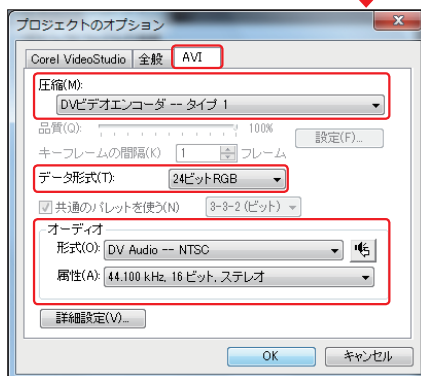 プロジェクトのオプション
Corel VideoStudio 全般 AVI
圧縮(M):
DVビデオエンコーダ -- タイプ 1
品質(Q): 100%
設定(F)...
キーフレームの間隔(K) 1 フレーム
データ形式(T): 24ビット RGB
共通のパレットを使う(N) 3-3-2 (ビット)
オーディオ
形式(O): DV Audio -- NTSC
属性(A): 44.100 kHz, 16 ビット, ステレオ
詳細設定(V)...
OK キャンセル